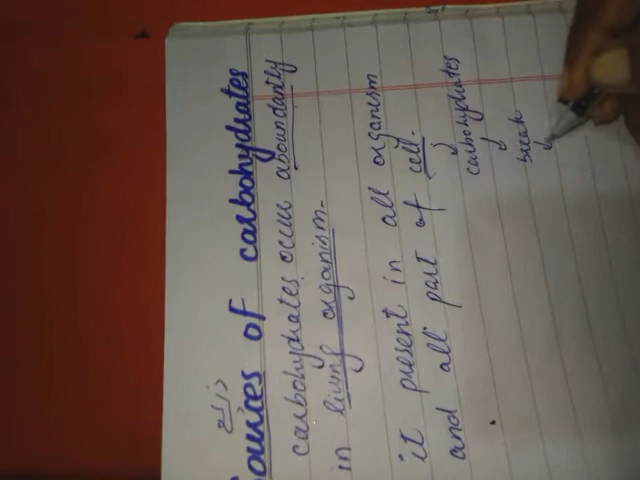 ذرائع
Sources of carbohydrates
carbohydrates occur aboundantly
in living organism.
it present in all organism
and all part of cell.
carbohydrates
break